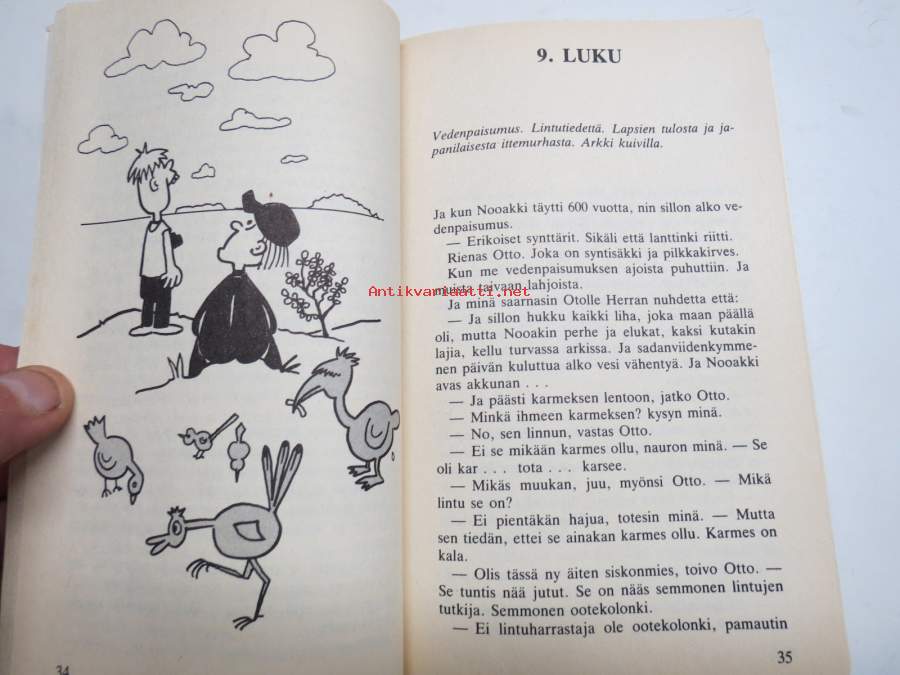 34
9. LUKU
Vedenpaisumus. Lintutiedettä. Lapsien tulosta ja ja-
panilaisesta ittemurhasta. Arkki kuivilla.
Ja kun Nooakki täytti 600 vuotta, nin sillon alko ve-
denpaisumus.
— Erikoiset synttärit. Sikäli että lanttinki riitti.
Rienas Otto. Joka on syntisäkki ja pilkkakirves.
Kun me vedenpaisumuksen ajoista puhuttiin. Ja
muista taivaan lahjoista.
Antikvariaatti.net
Ja minä saarnasin Otolle Herran nuhdetta että:
— Ja sillon hukku kaikki liha, joka maan päällä
oli, mutta Nooakin perhe ja elukat, kaksi kutakin
lajia, kellu turvassa arkissa. Ja sadanviidenkymme-
nen päivän kuluttua alko vesi vähentyä. Ja Nooakki
avas akkunan . . .
— Ja päästi karmeksen lentoon, jatko Otto.
— Minkä ihmeen karmeksen? kysyn minä.
— No, sen linnun, vastas Otto.
— Ei se mikään karmes ollu, nauron minä. — Se
oli kar . . . tota . . . karsee.
— Mikäs muukan, juu, myönsi Otto. — Mikä
lintu se on?
— Ei pientäkän hajua, totesin minä. — Mutta
sen tiedän, ettei se ainakan karmes ollu. Karmes on
kala.
— Olis tässä ny äiten siskonmies, toivo Otto. —
Se tuntis nää jutut. Se on nääs semmonen lintujen
tutkija. Semmonen ootekolonki.
— Ei lintuharrastaja ole ootekolonki, pamautin
35